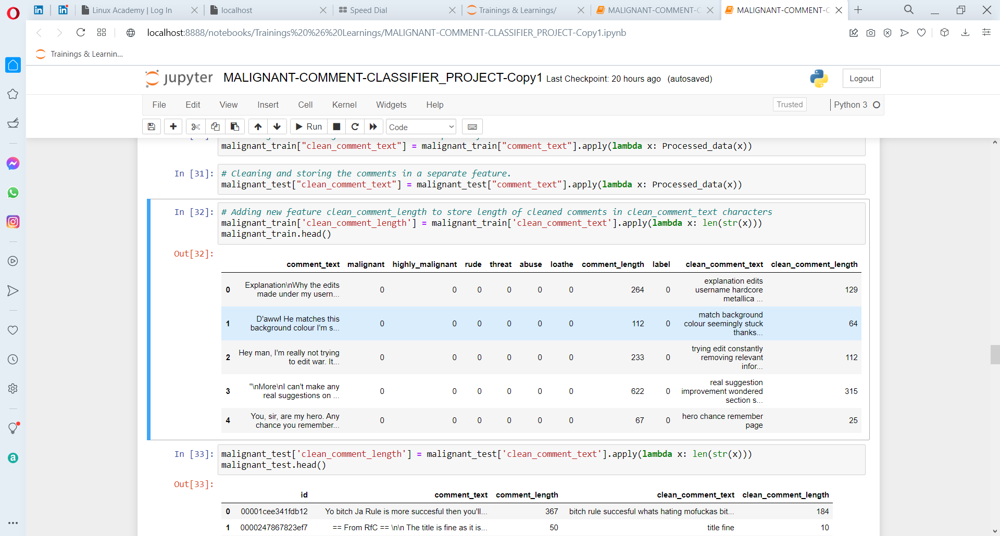 Linux Academy | Log In
localhost
Speed Dial
Trainings & Learnings/
MALIGNANT-COMMENT-C
MALIGNANT-COMMENT-C
localhost:8888/notebooks/Trainings%20%26%20Learnings/MALIGNANT-COMMENT-CLASSIFIER_PROJECT-Copy1.ipynb
Trainings & Learnin...
jupyter MALIGNANT-COMMENT-CLASSIFIER_PROJECT-Copy1 Last Checkpoint: 20 hours ago (autosaved)
Logout
File Edit View Insert Cell Kernel Widgets Help
Trusted
Python 3
Run
Code
malignant_train["clean_comment_text"] = malignant_train["comment_text"].apply(lambda x: Processed_data(x))
In [31]: # Cleaning and storing the comments in a separate feature.
malignant_test["clean_comment_text"] = malignant_test["comment_text"].apply(lambda x: Processed_data(x))
In [32]: # Adding new feature clean_comment_length to store length of cleaned comments in clean_comment_text characters
malignant_train['clean_comment_length'] = malignant_train['clean_comment_text'].apply(lambda x: len(str(x)))
malignant_train.head()
Out[32]:
comment_text malignant highly_malignant rude threat abuse loathe comment_length label clean_comment_text clean_comment_length
0 Explanation\nWhy the edits made under my usern... 0 0 0 0 0 0 264 0 explanation edits username hardcore metallica ... 129
1 D'aww! He matches this background colour I'm s... 0 0 0 0 0 0 112 0 match background colour seemingly stuck thanks... 64
2 Hey man, I'm really not trying to edit war. It... 0 0 0 0 0 0 233 0 trying edit constantly removing relevant infor... 112
3 "\nMore\nI can't make any real suggestions on ... 0 0 0 0 0 0 622 0 real suggestion improvement wondered section s... 315
4 You, sir, are my hero. Any chance you remember... 0 0 0 0 0 0 67 0 hero chance remember page 25
In [33]: malignant_test['clean_comment_length'] = malignant_test['clean_comment_text'].apply(lambda x: len(str(x)))
malignant_test.head()
Out[33]:
id comment_text comment_length clean_comment_text clean_comment_length
0 00001cee341fdb12 Yo bitch Ja Rule is more succesful then you'll... 367 bitch rule succesful whats hating mofuckas bit... 184
1 0000247867823ef7 == From RfC == \n\n The title is fine as it is... 50 title fine 10